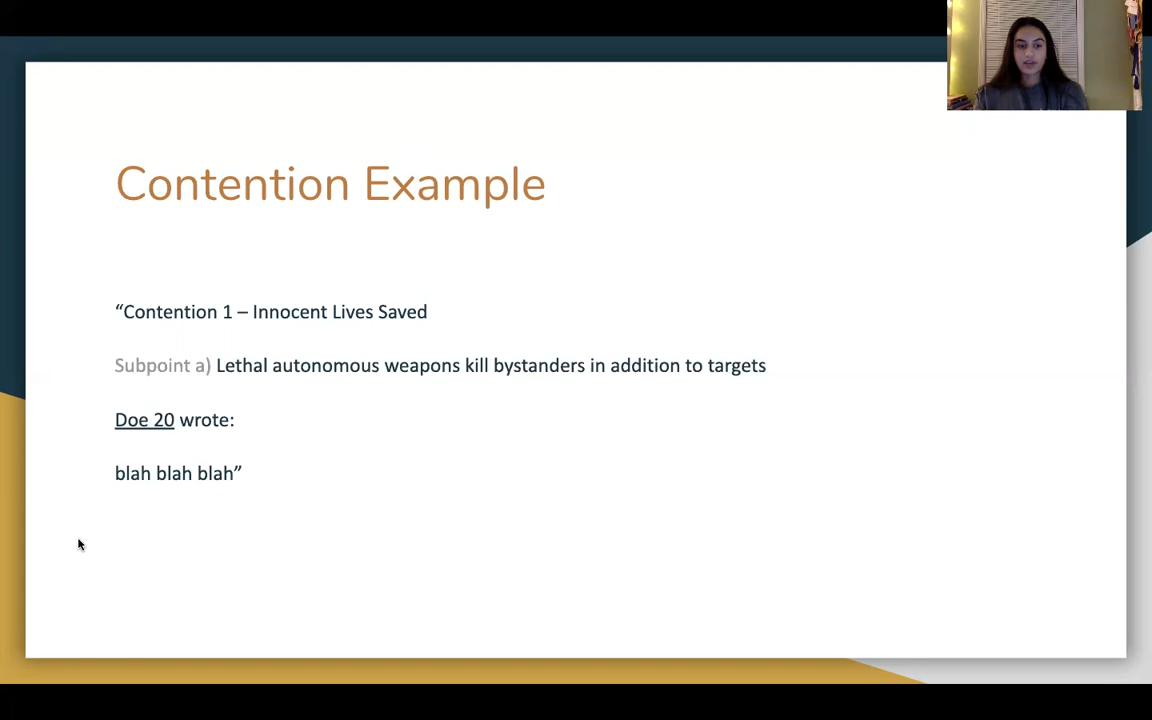 Contention Example
“Contention 1 – Innocent Lives Saved
Subpoint a) Lethal autonomous weapons kill bystanders in addition to targets
Doe 20 wrote:
blah blah blah”